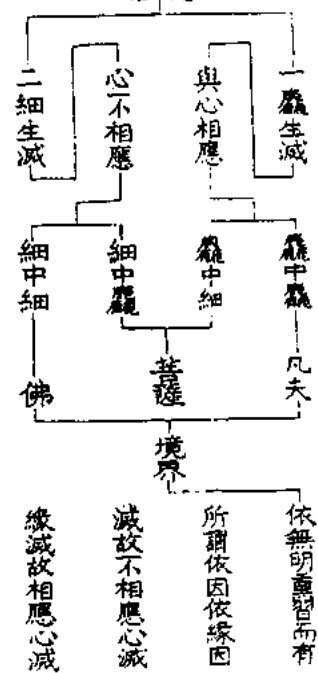 一麤生滅
與心相應
心不相應
二細生滅
麤中麤
麤中細
細中麤
細中細
凡夫
菩薩
佛
境界
依無明熏習而有
所謂依因依緣因
滅故不相應心滅
緣滅故相應心滅